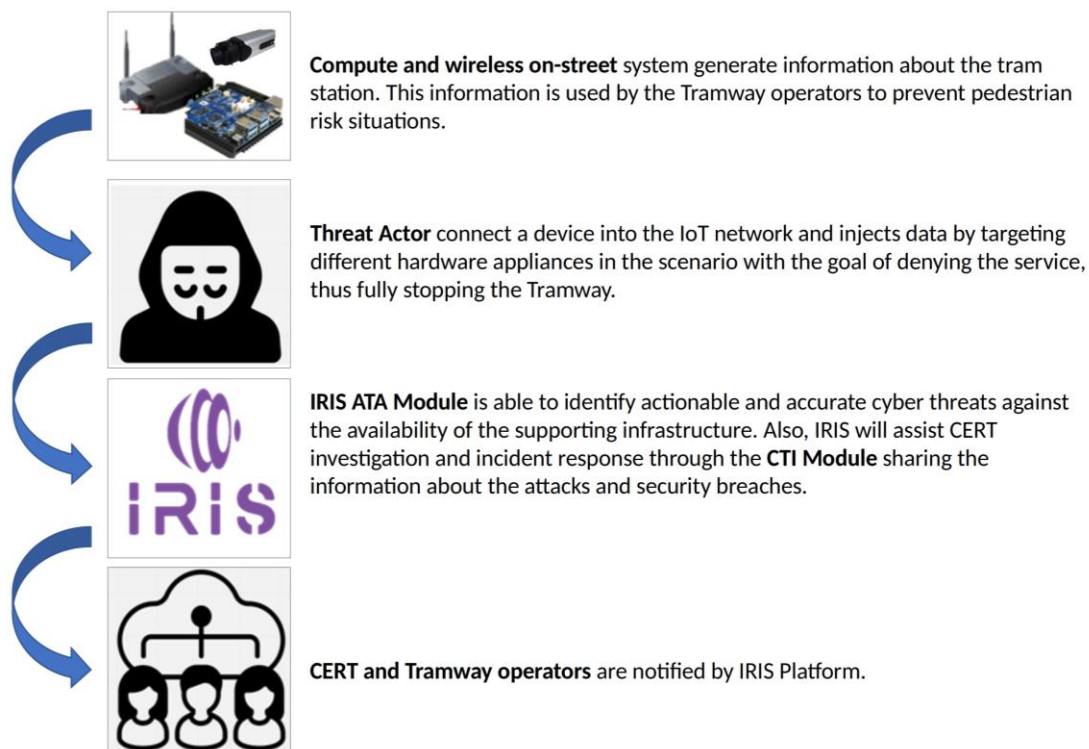 Compute and wireless on-street system generate information about the tram
station. This information is used by the Tramway operators to prevent pedestrian
risk situations.
Threat Actor connect a device into the IoT network and injects data by targeting
different hardware appliances in the scenario with the goal of denying the service,
thus fully stopping the Tramway.
IRIS ATA Module is able to identify actionable and accurate cyber threats against
the availability of the supporting infrastructure. Also, IRIS will assist CERT
investigation and incident response through the CTI Module sharing the
information about the attacks and security breaches.
IRIS
CERT and Tramway operators are notified by IRIS Platform.